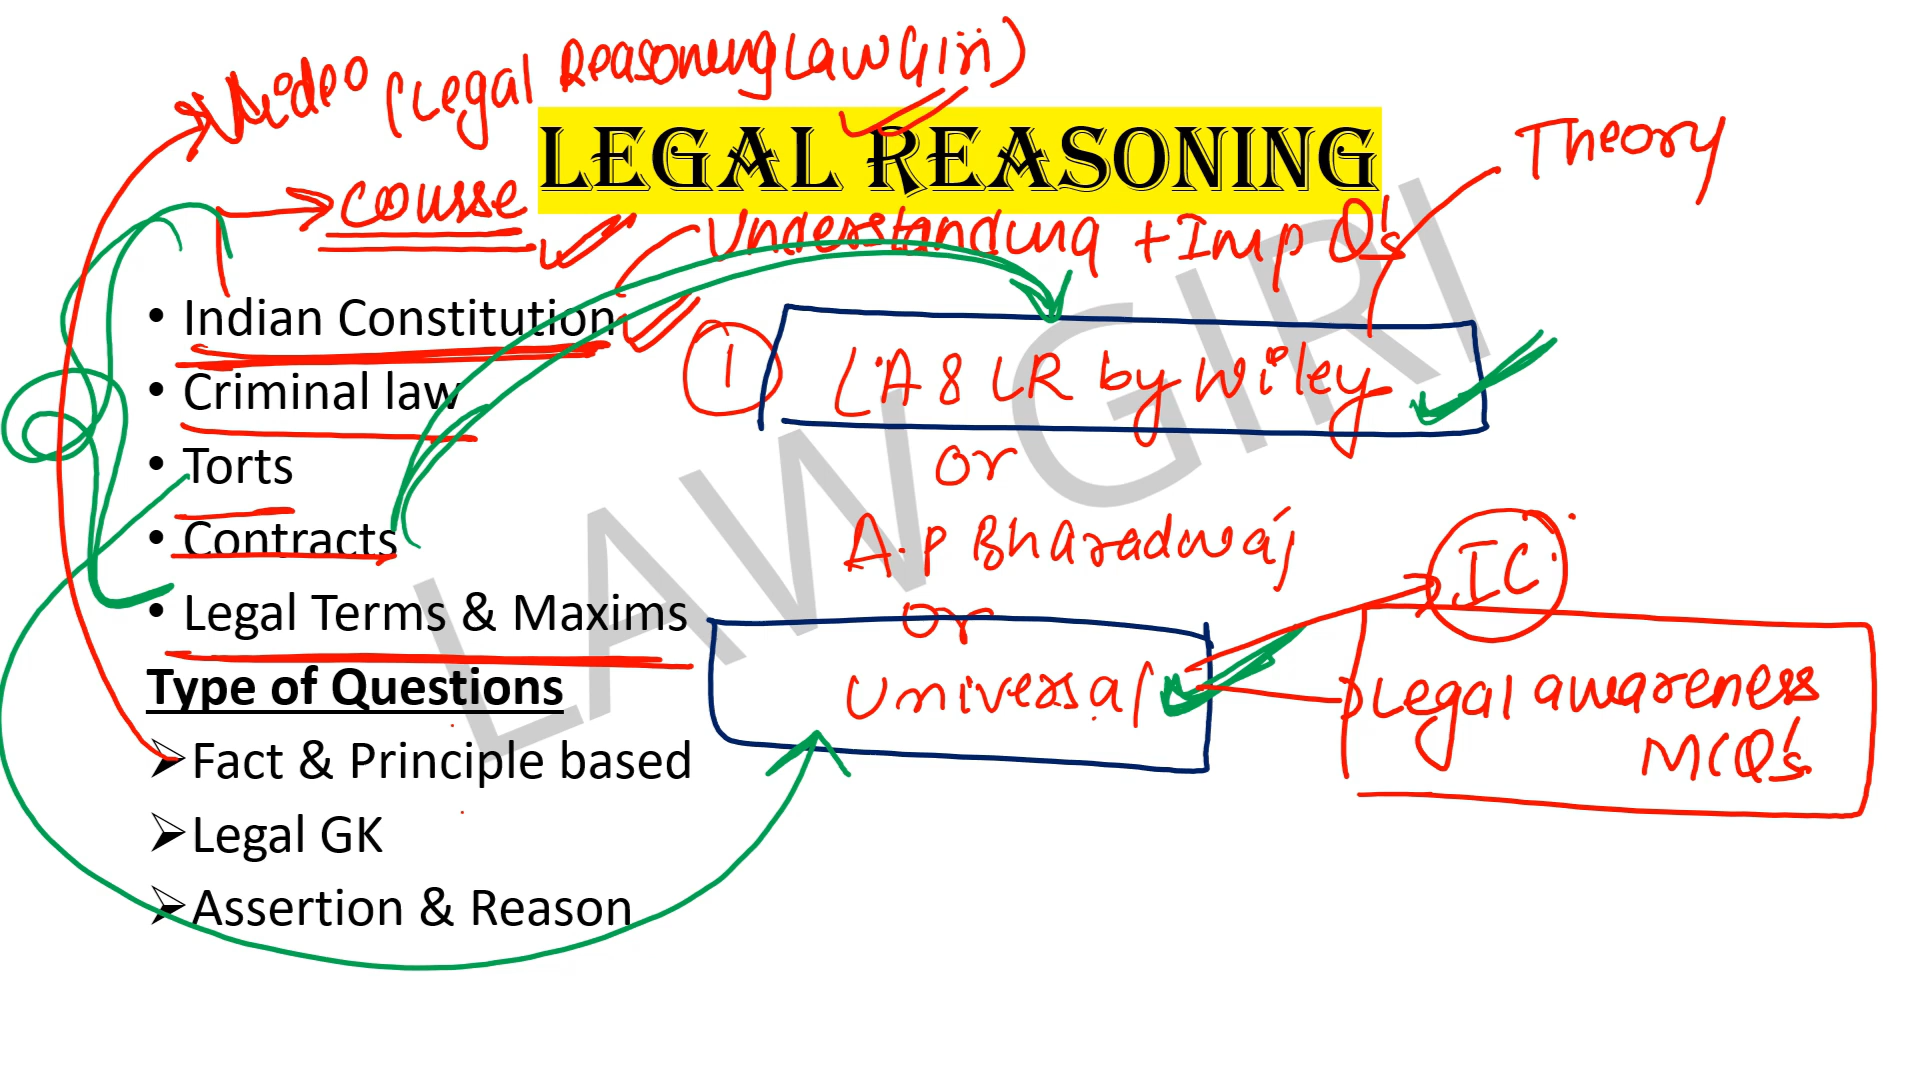 Video (Legal Reasoning Law Giri)
LEGAL REASONING
Theory
course
Understanding + Imp Q's
• Indian Constitution
① LA & LR by Wiley
• Criminal law
or
• Torts
A.P Bharadwaj
• Contracts
IC
or
• Legal Terms & Maxims
Universal
Legal awareness
MCQ's
Type of Questions
➢Fact & Principle based
➢Legal GK
➢Assertion & Reason
LAW GIRI